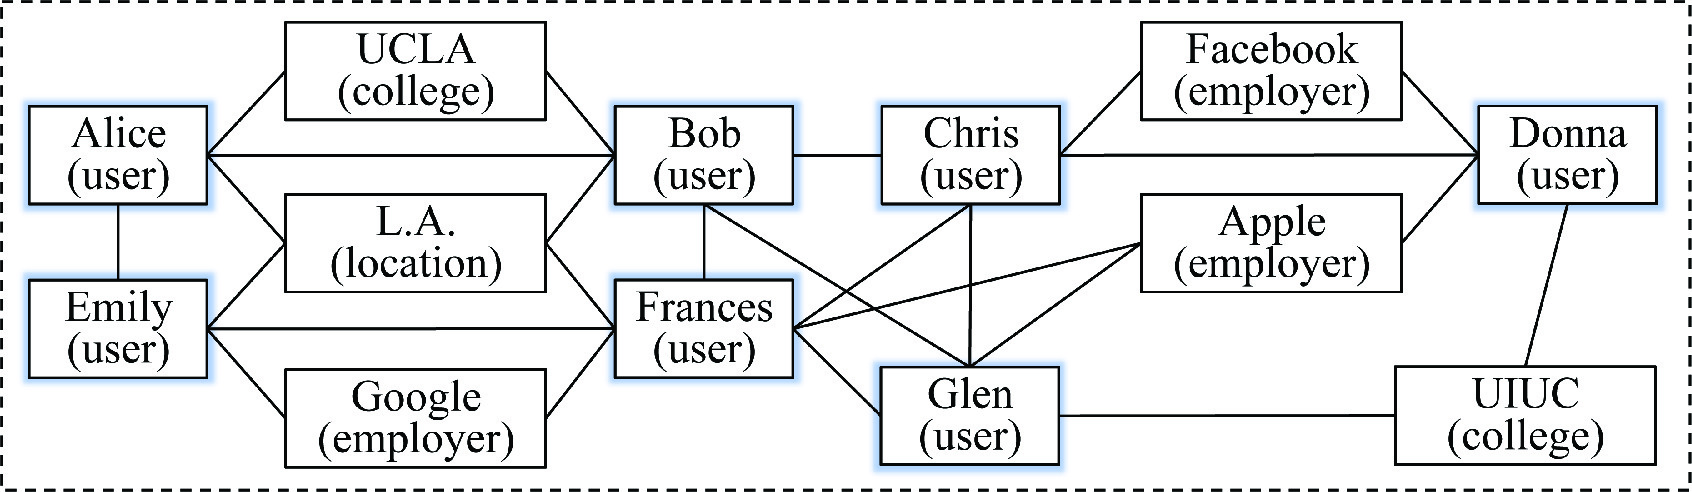 UCLA
(college)
Facebook
(employer)
Alice
(user)
Bob
(user)
Chris
(user)
Donna
(user)
L.A.
(location)
Apple
(employer)
Emily
(user)
Frances
(user)
Google
(employer)
Glen
(user)
UIUC
(college)